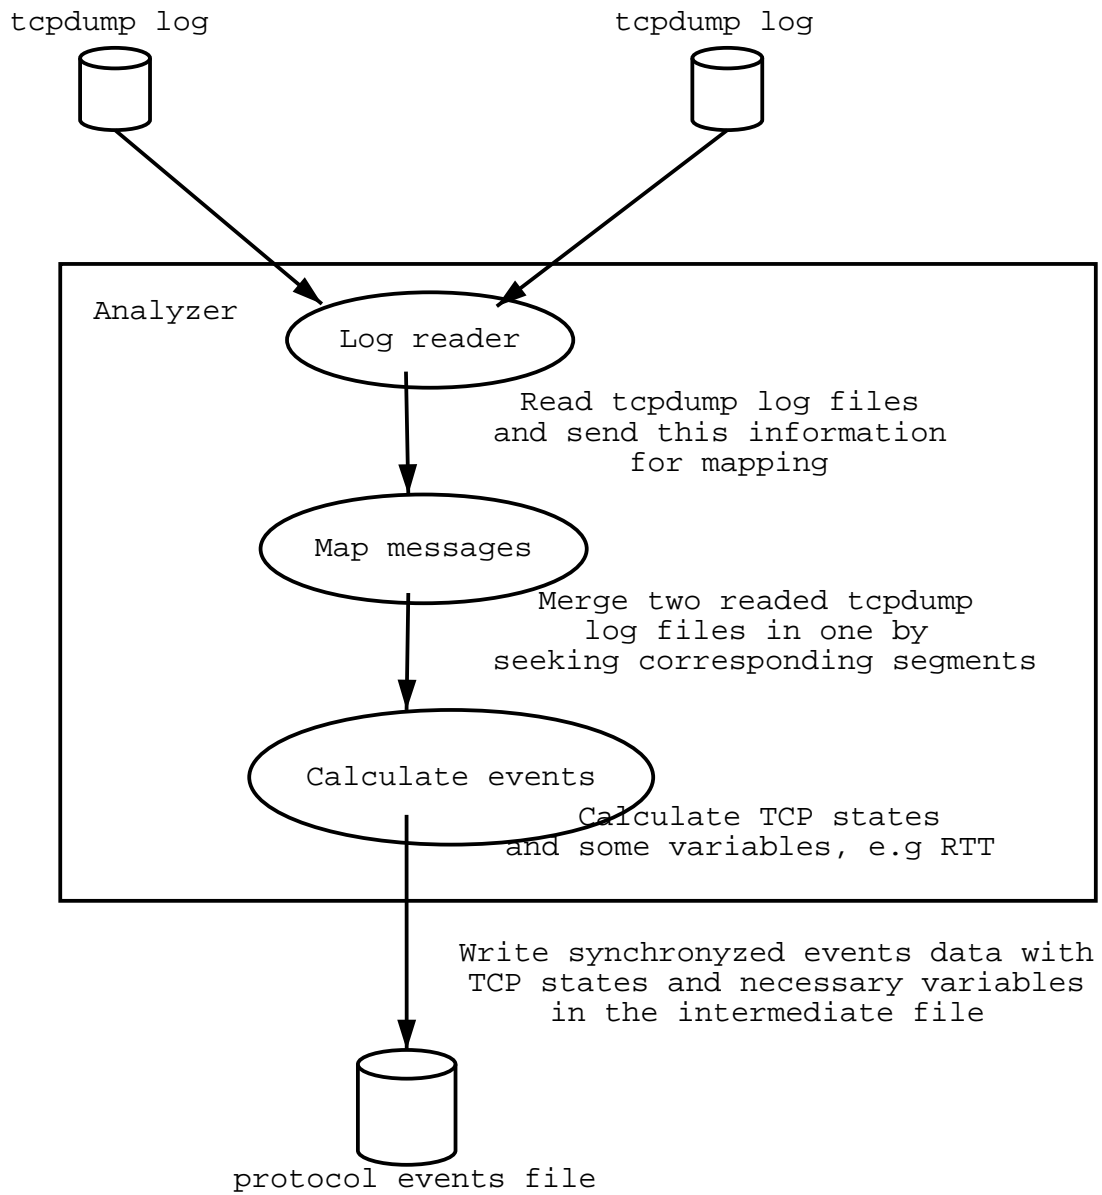 tcpdump log
tcpdump log
Analyzer
Log reader
Read tcpdump log files
and send this information
for mapping
Map messages
Merge two readed tcpdump
log files in one by
seeking corresponding segments
Calculate events
Calculate TCP states
and some variables, e.g RTT
Write synchronyzed events data with
TCP states and necessary variables
in the intermediate file
protocol events file